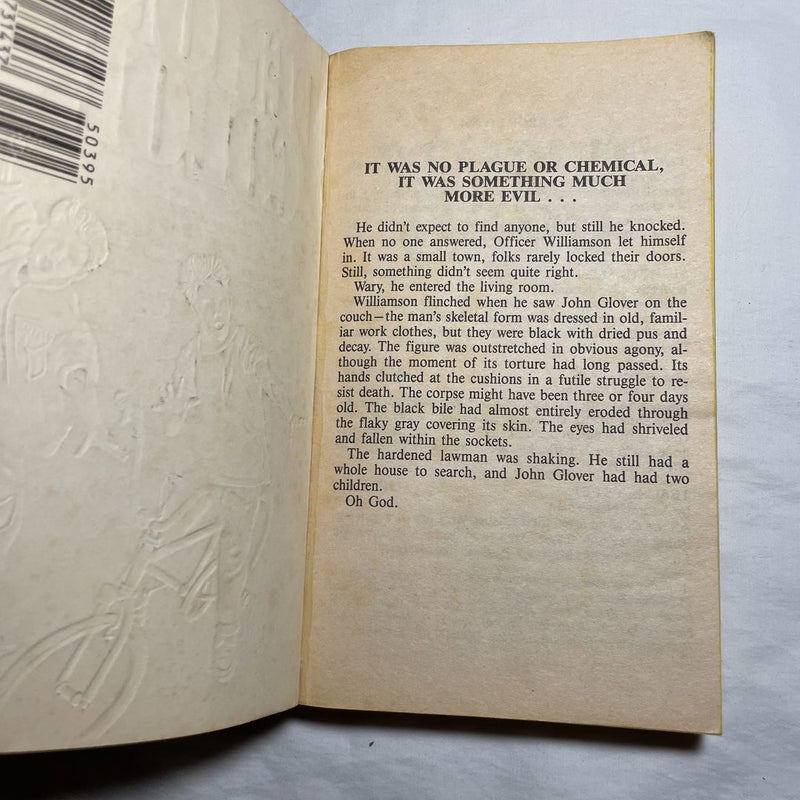 731437
50395
IT WAS NO PLAGUE OR CHEMICAL,
IT WAS SOMETHING MUCH
MORE EVIL . . .
He didn't expect to find anyone, but still he knocked.
When no one answered, Officer Williamson let himself
in. It was a small town, folks rarely locked their doors.
Still, something didn't seem quite right.
Wary, he entered the living room.
Williamson flinched when he saw John Glover on the
couch—the man's skeletal form was dressed in old, famil-
iar work clothes, but they were black with dried pus and
decay. The figure was outstretched in obvious agony, al-
though the moment of its torture had long passed. Its
hands clutched at the cushions in a futile struggle to re-
sist death. The corpse might have been three or four days
old. The black bile had almost entirely eroded through
the flaky gray covering its skin. The eyes had shriveled
and fallen within the sockets.
The hardened lawman was shaking. He still had a
whole house to search, and John Glover had had two
children.
Oh God.